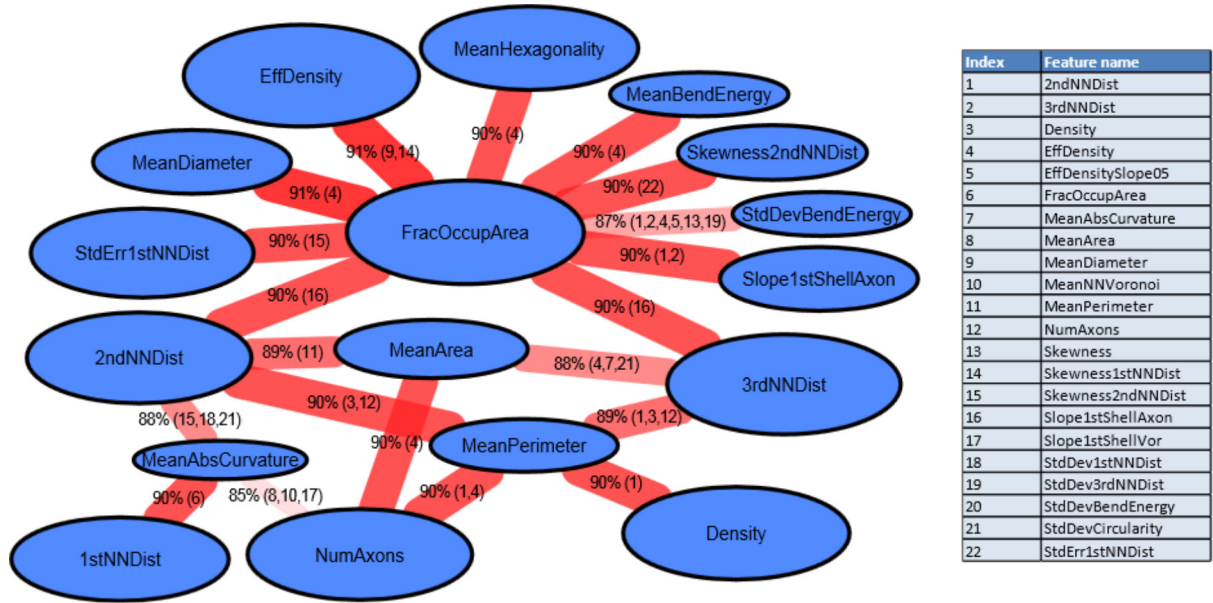 MeanHexagonality
EffDensity
MeanBendEnergy
90% (4)
91% (9,14)
90% (4)
Skewness2ndNNDist
MeanDiameter
91% (4)
90% (22)
StdDevBendEnergy
87% (1,2,4,5,13,19)
FracOccupArea
StdErr1stNNDist
90% (15)
90% (1,2)
Slope1stShellAxon
90% (16)
90% (16)
2ndNNDist
89% (11)
MeanArea
88% (4,7,21)
3rdNNDist
90% (3,12)
88% (15,18,21)
89% (1,3,12)
90% (4)
MeanPerimeter
MeanAbsCurvature
90% (6)
85% (8,10,17)
90% (1,4)
90% (1)
1stNNDist
NumAxons
Density
Index Feature name
1 2ndNNDist
2 3rdNNDist
3 Density
4 EffDensity
5 EffDensitySlope05
6 FracOccupArea
7 MeanAbsCurvature
8 MeanArea
9 MeanDiameter
10 MeanNNVoronoi
11 MeanPerimeter
12 NumAxons
13 Skewness
14 Skewness1stNNDist
15 Skewness2ndNNDist
16 Slope1stShellAxon
17 Slope1stShellVor
18 StdDev1stNNDist
19 StdDev3rdNNDist
20 StdDevBendEnergy
21 StdDevCircularity
22 StdErr1stNNDist